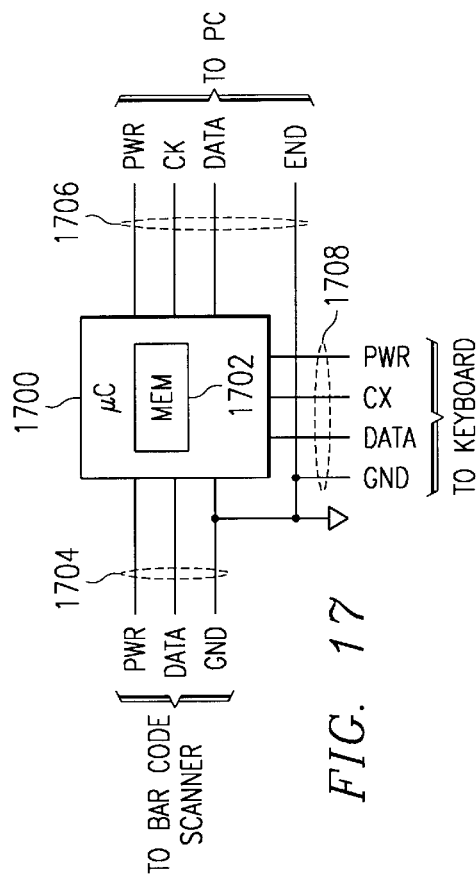 1700
µC
MEM
1702
1704
PWR
DATA
GND
TO BAR CODE
SCANNER
1706
PWR
CK
DATA
END
TO PC
1708
PWR
CX
DATA
GND
TO KEYBOARD
FIG. 17